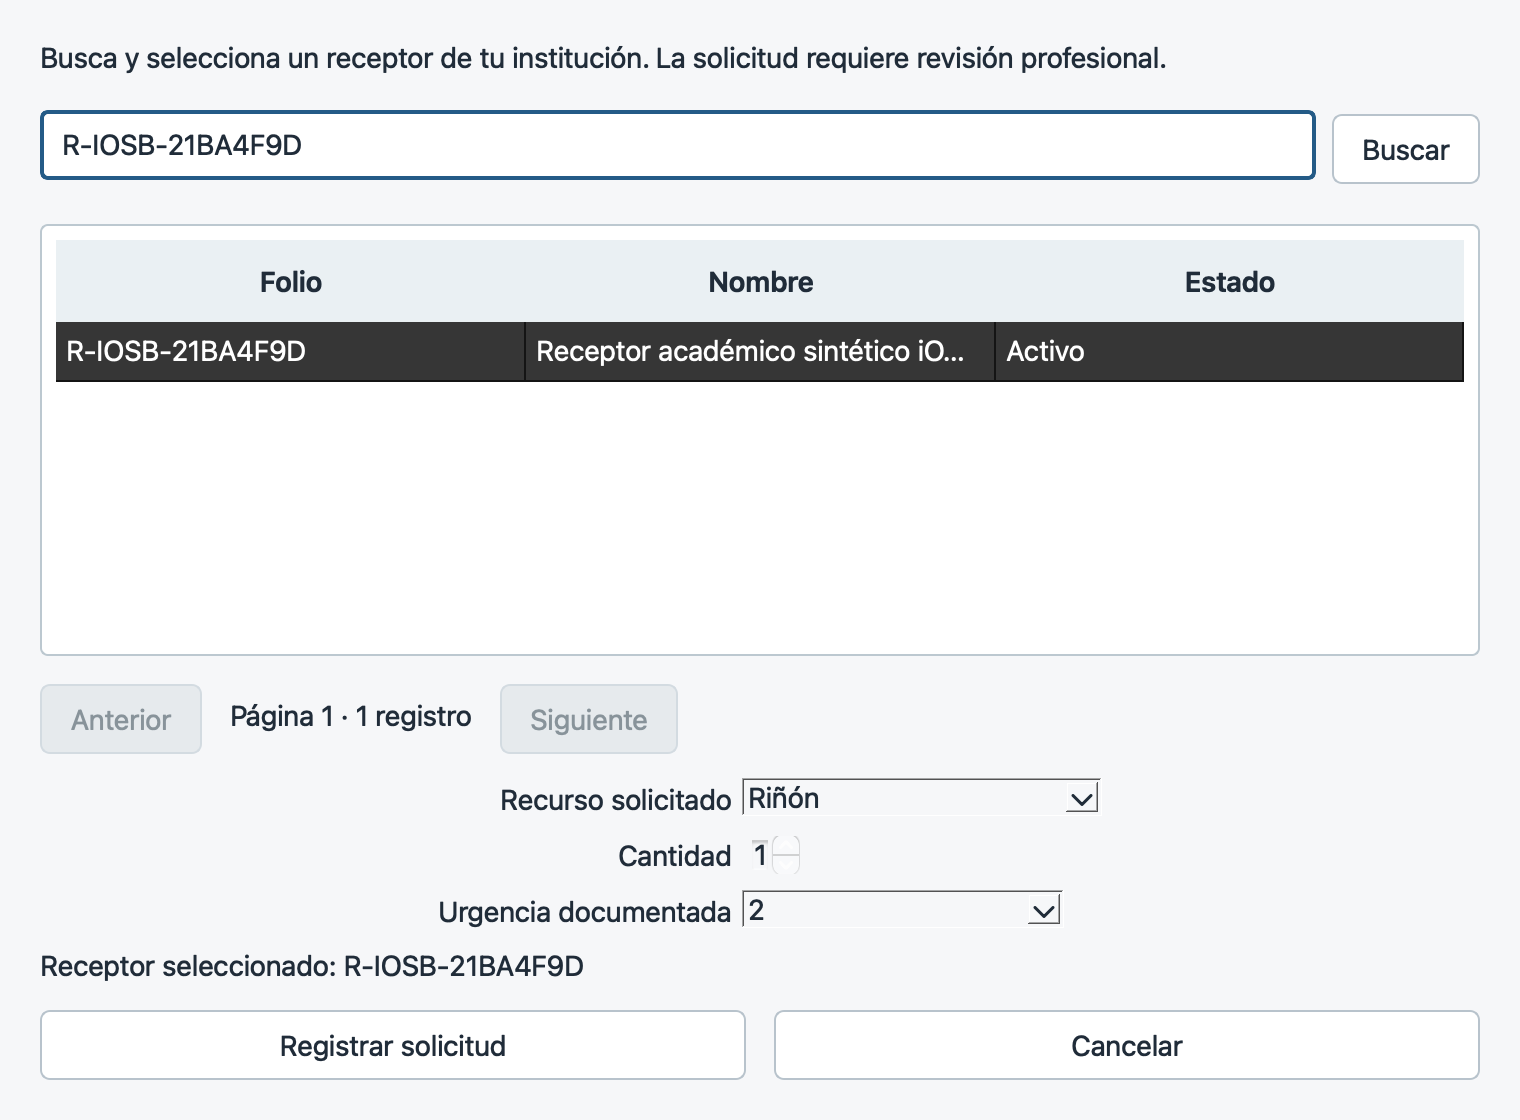 Busca y selecciona un receptor de tu institución. La solicitud requiere revisión profesional.
R-IOSB-21BA4F9D
Buscar
Folio Nombre Estado
R-IOSB-21BA4F9D Receptor académico sintético iO... Activo
Anterior Página 1 · 1 registro Siguiente
Recurso solicitado Riñón
Cantidad 1
Urgencia documentada 2
Receptor seleccionado: R-IOSB-21BA4F9D
Registrar solicitud Cancelar